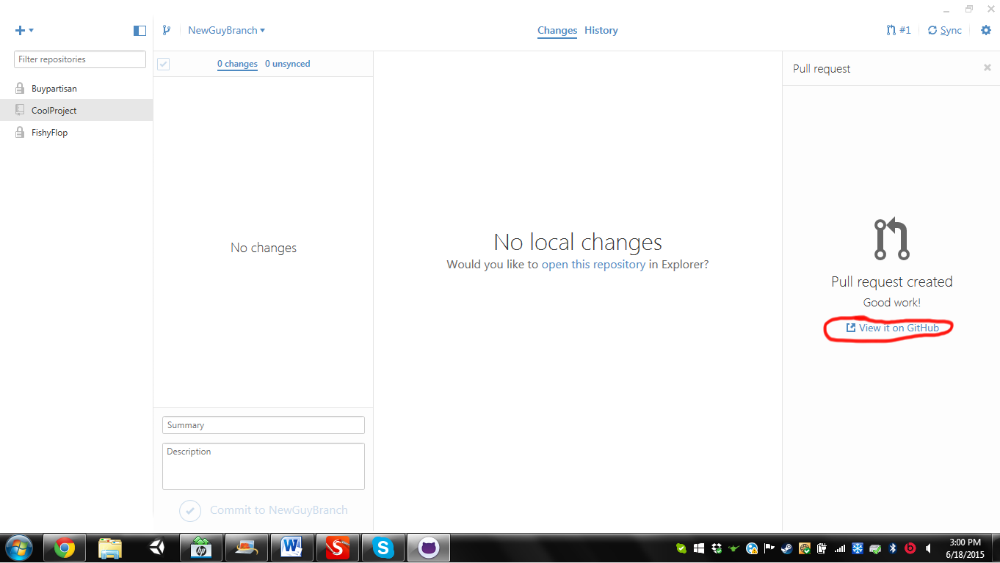 NewGuyBranch
Changes History
#1 Sync
Filter repositories
Buypartisan
CoolProject
FishyFlop
0 changes 0 unsynced
No changes
Summary
Description
Commit to NewGuyBranch
No local changes
Would you like to open this repository in Explorer?
Pull request
Pull request created
Good work!
View it on GitHub
hp
W
S
S
3:00 PM
6/18/2015